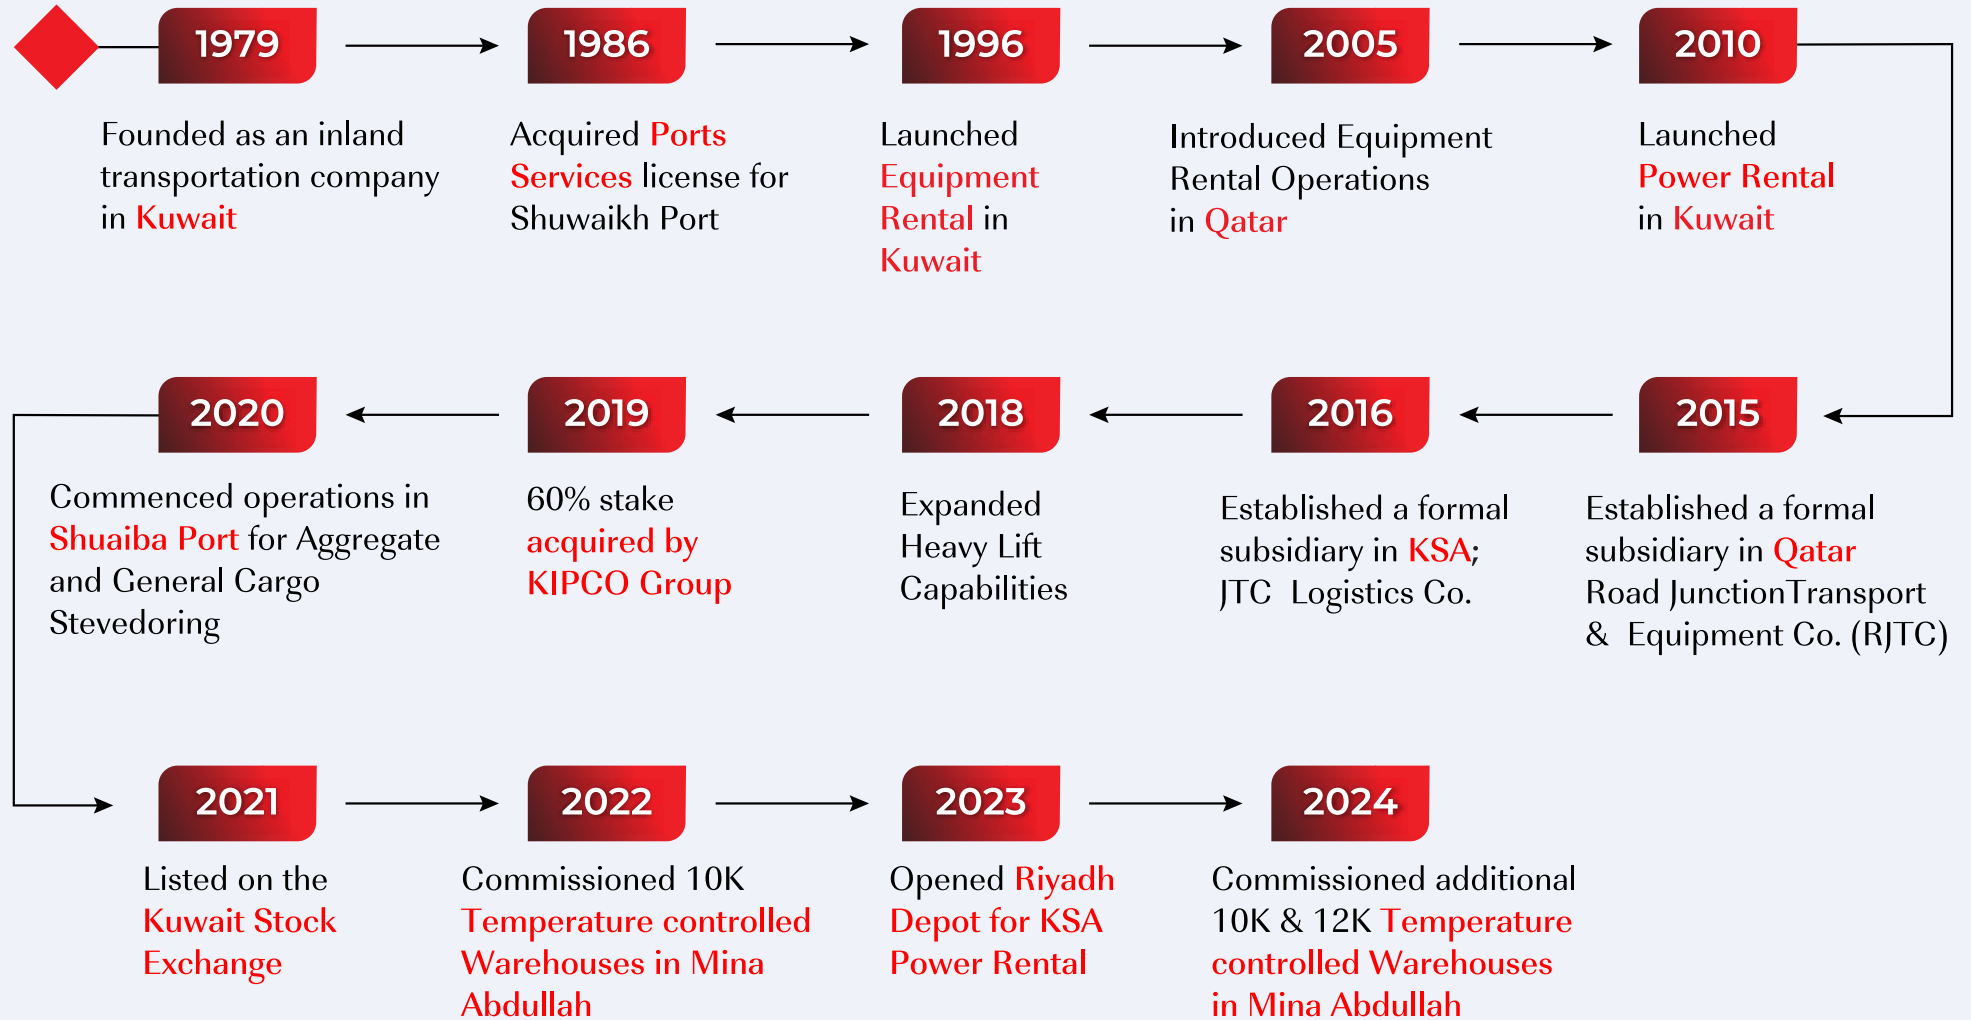 1979
Founded as an inland
transportation company
in Kuwait
1986
Acquired Ports
Services license for
Shuwaikh Port
1996
Launched
Equipment
Rental in
Kuwait
2005
Introduced Equipment
Rental Operations
in Qatar
2010
Launched
Power Rental
in Kuwait
2015
Established a formal
subsidiary in Qatar
Road JunctionTransport
& Equipment Co. (RJTC)
2016
Established a formal
subsidiary in KSA;
JTC Logistics Co.
2018
Expanded
Heavy Lift
Capabilities
2019
60% stake
acquired by
KIPCO Group
2020
Commenced operations in
Shuaiba Port for Aggregate
and General Cargo
Stevedoring
2021
Listed on the
Kuwait Stock
Exchange
2022
Commissioned 10K
Temperature controlled
Warehouses in Mina
Abdullah
2023
Opened Riyadh
Depot for KSA
Power Rental
2024
Commissioned additional
10K & 12K Temperature
controlled Warehouses
in Mina Abdullah